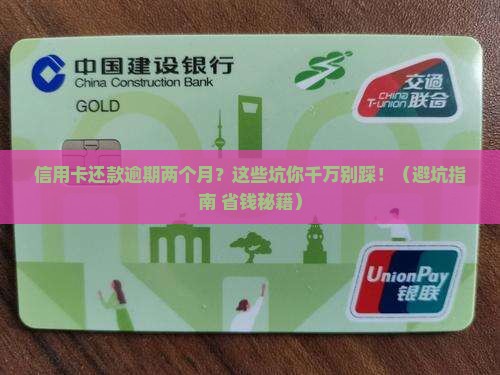 中国建设银行
China Construction Bank
GOLD
交通
联合
CHINA
T-UNION
信用卡还款逾期两个月？这些坑你千万别踩！（避坑指
南 省钱秘籍）
UnionPay
银联